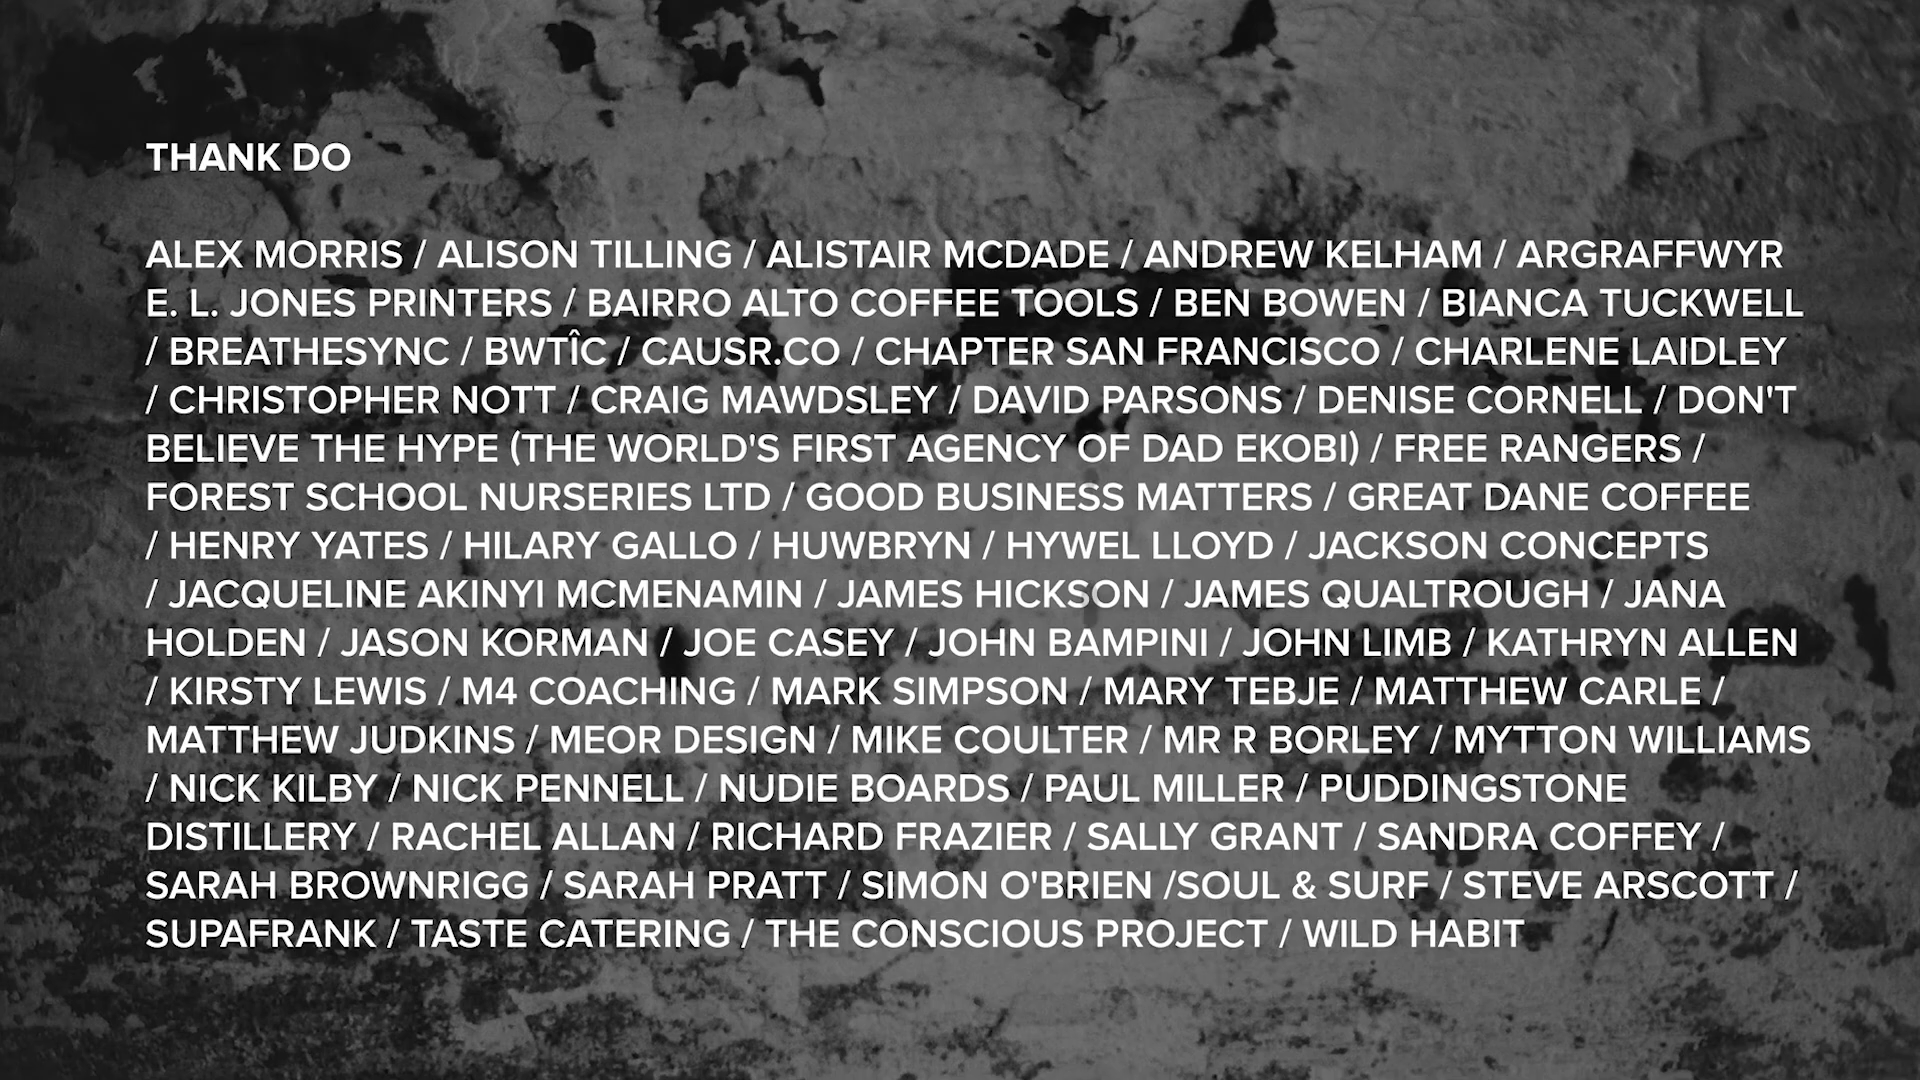 THANK DO
ALEX MORRIS / ALISON TILLING / ALISTAIR MCDADE / ANDREW KELHAM / ARGRAFFWYR
E. L. JONES PRINTERS / BAIRRO ALTO COFFEE TOOLS / BEN BOWEN / BIANCA TUCKWELL
/ BREATHESYNC / BWTÎC / CAUSR.CO / CHAPTER SAN FRANCISCO / CHARLENE LAIDLEY
/ CHRISTOPHER NOTT / CRAIG MAWDSLEY / DAVID PARSONS / DENISE CORNELL / DON'T
BELIEVE THE HYPE (THE WORLD'S FIRST AGENCY OF DAD EKOBI) / FREE RANGERS /
FOREST SCHOOL NURSERIES LTD / GOOD BUSINESS MATTERS / GREAT DANE COFFEE
/ HENRY YATES / HILARY GALLO / HUWBRYN / HYWEL LLOYD / JACKSON CONCEPTS
/ JACQUELINE AKINYI MCMENAMIN / JAMES HICKSON / JAMES QUALTROUGH / JANA
HOLDEN / JASON KORMAN / JOE CASEY / JOHN BAMPINI / JOHN LIMB / KATHRYN ALLEN
/ KIRSTY LEWIS / M4 COACHING / MARK SIMPSON / MARY TEBJE / MATTHEW CARLE /
MATTHEW JUDKINS / MEOR DESIGN / MIKE COULTER / MR R BORLEY / MYTTON WILLIAMS
/ NICK KILBY / NICK PENNELL / NUDIE BOARDS / PAUL MILLER / PUDDINGSTONE
DISTILLERY / RACHEL ALLAN / RICHARD FRAZIER / SALLY GRANT / SANDRA COFFEY /
SARAH BROWNRIGG / SARAH PRATT / SIMON O'BRIEN /SOUL & SURF / STEVE ARSCOTT /
SUPAFRANK / TASTE CATERING / THE CONSCIOUS PROJECT / WILD HABIT